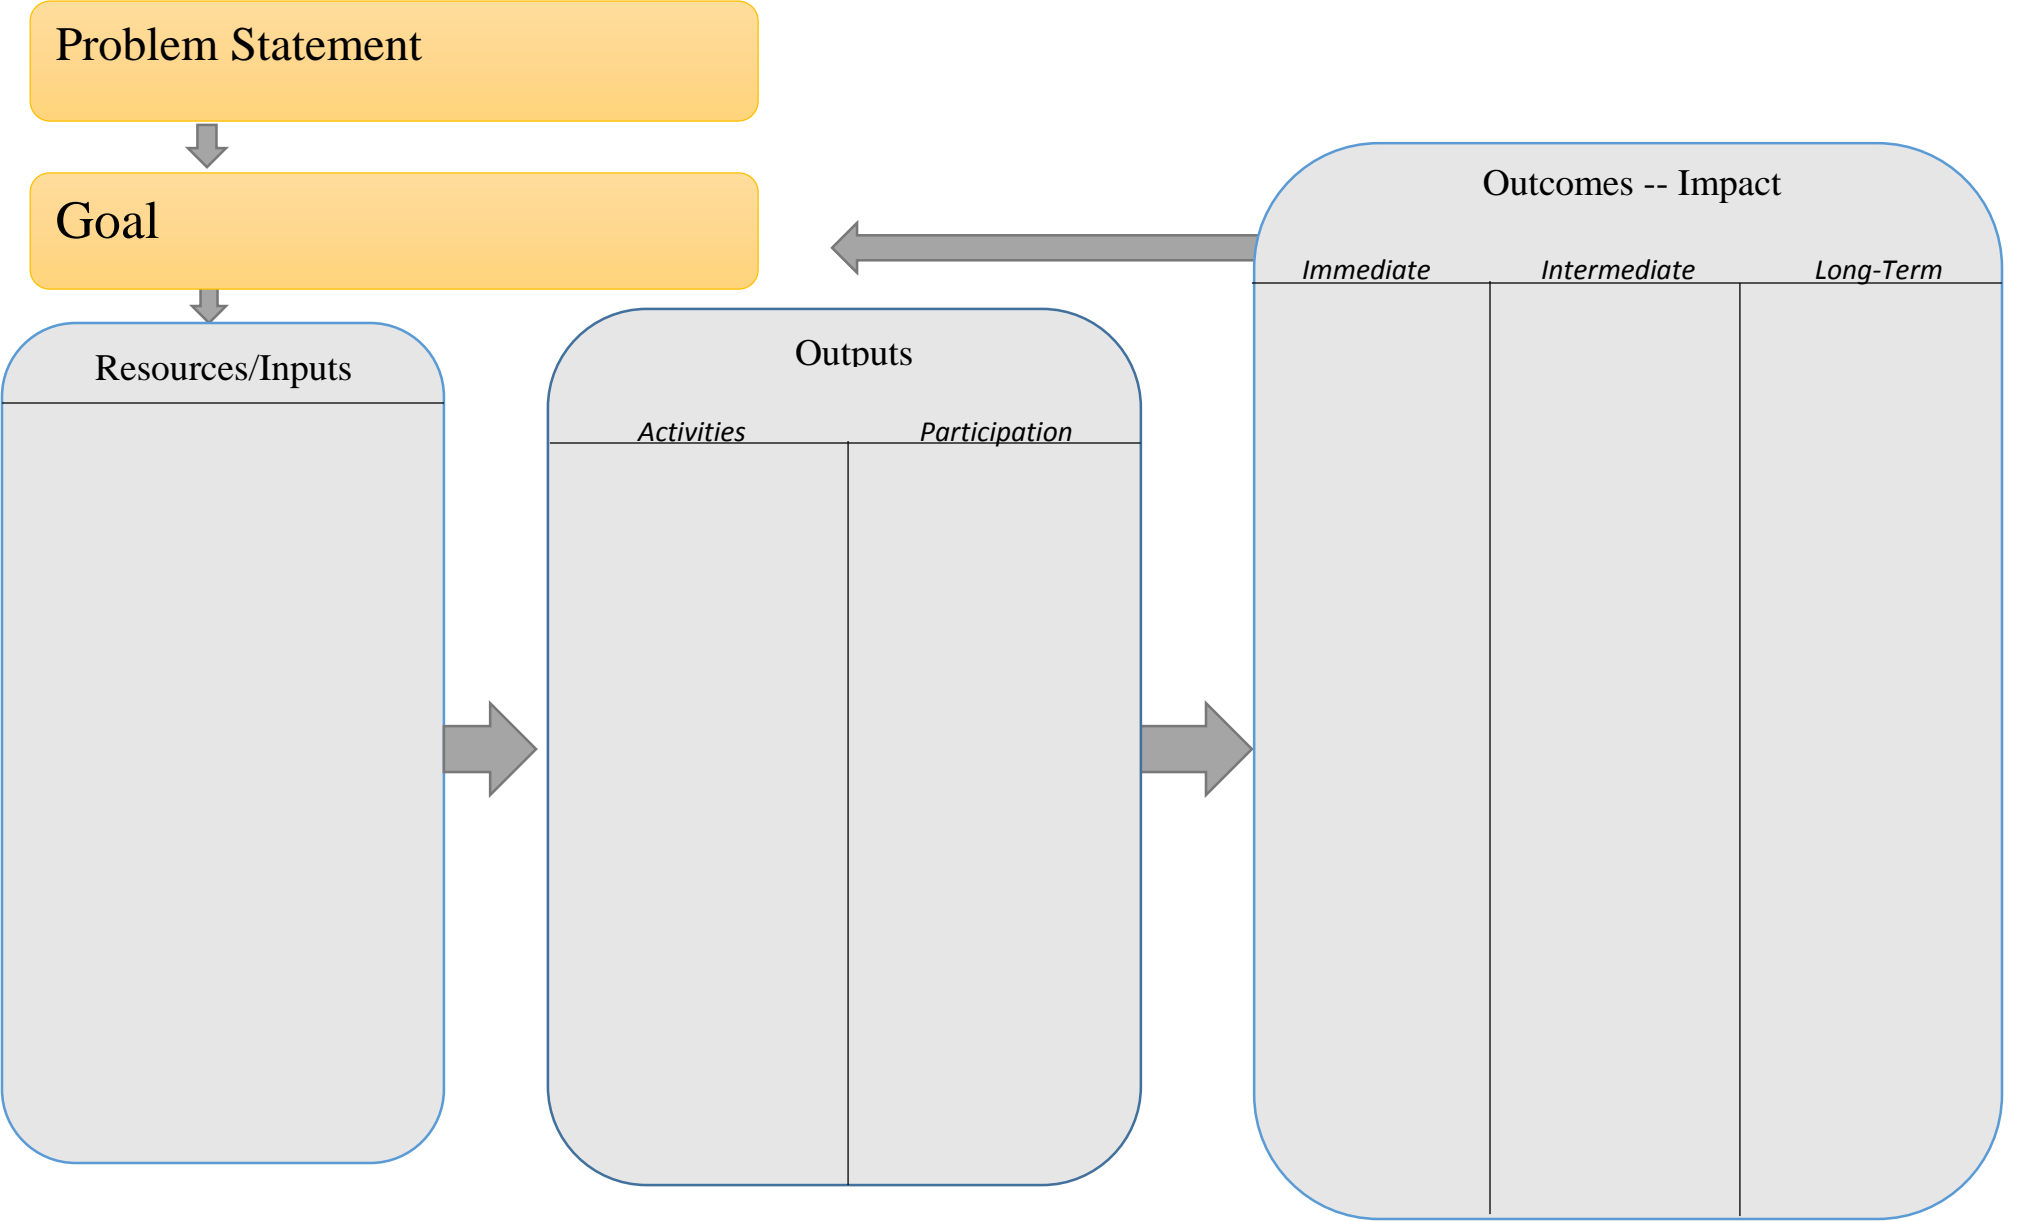 Problem Statement
Goal
Resources/Inputs
Outputs
Activities Participation
Outcomes -- Impact
Immediate Intermediate Long-Term